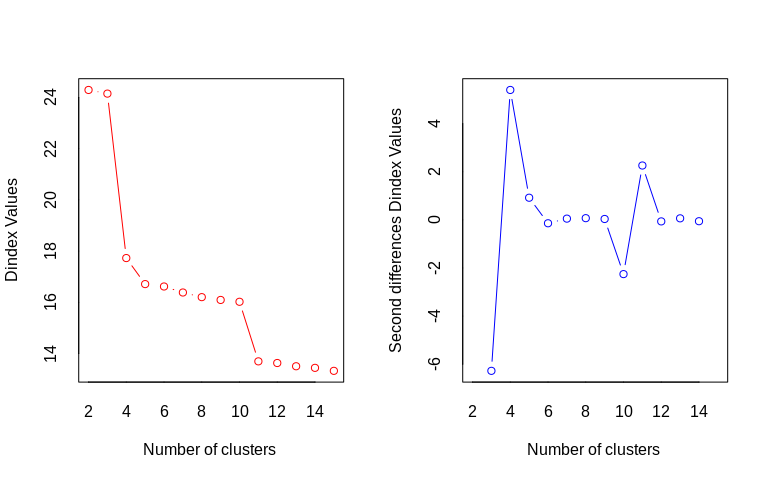 Dindex Values
24
22
20
18
16
14
2 4 6 8 10 12 14
Number of clusters
Second differences Dindex Values
4
2
0
-2
-4
-6
2 4 6 8 10 12 14
Number of clusters